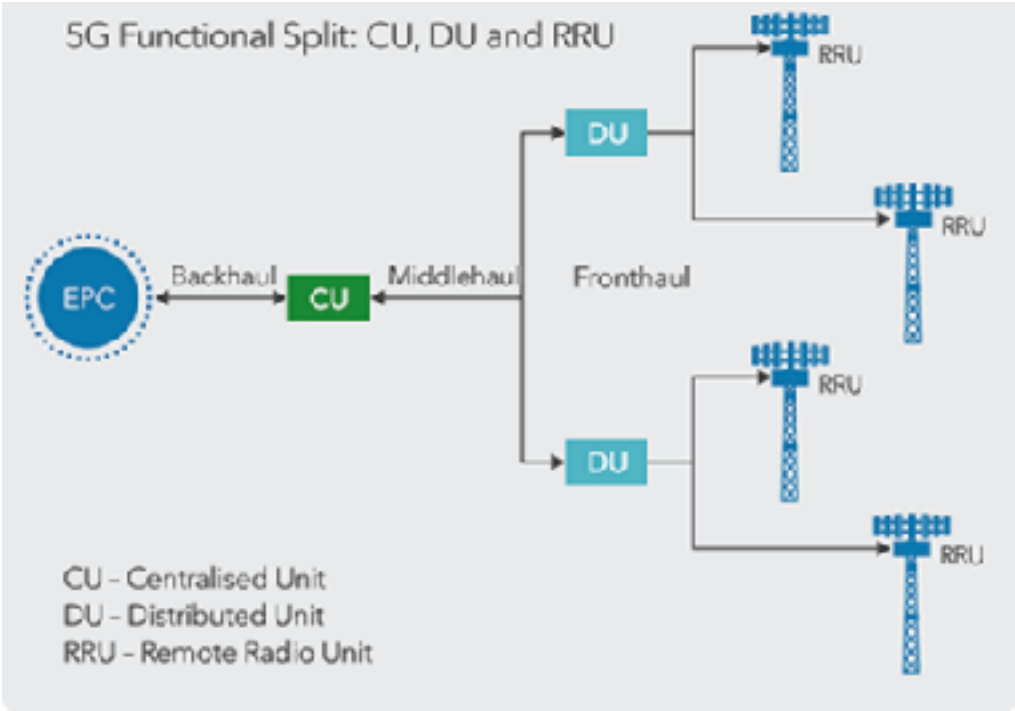 5G Functional Split: CU, DU and RRU
RRU
DU
RRU
Backhaul
Middlehaul
Fronthaul
EPC
CU
RRU
DU
RRU
CU – Centralised Unit
DU – Distributed Unit
RRU – Remote Radio Unit